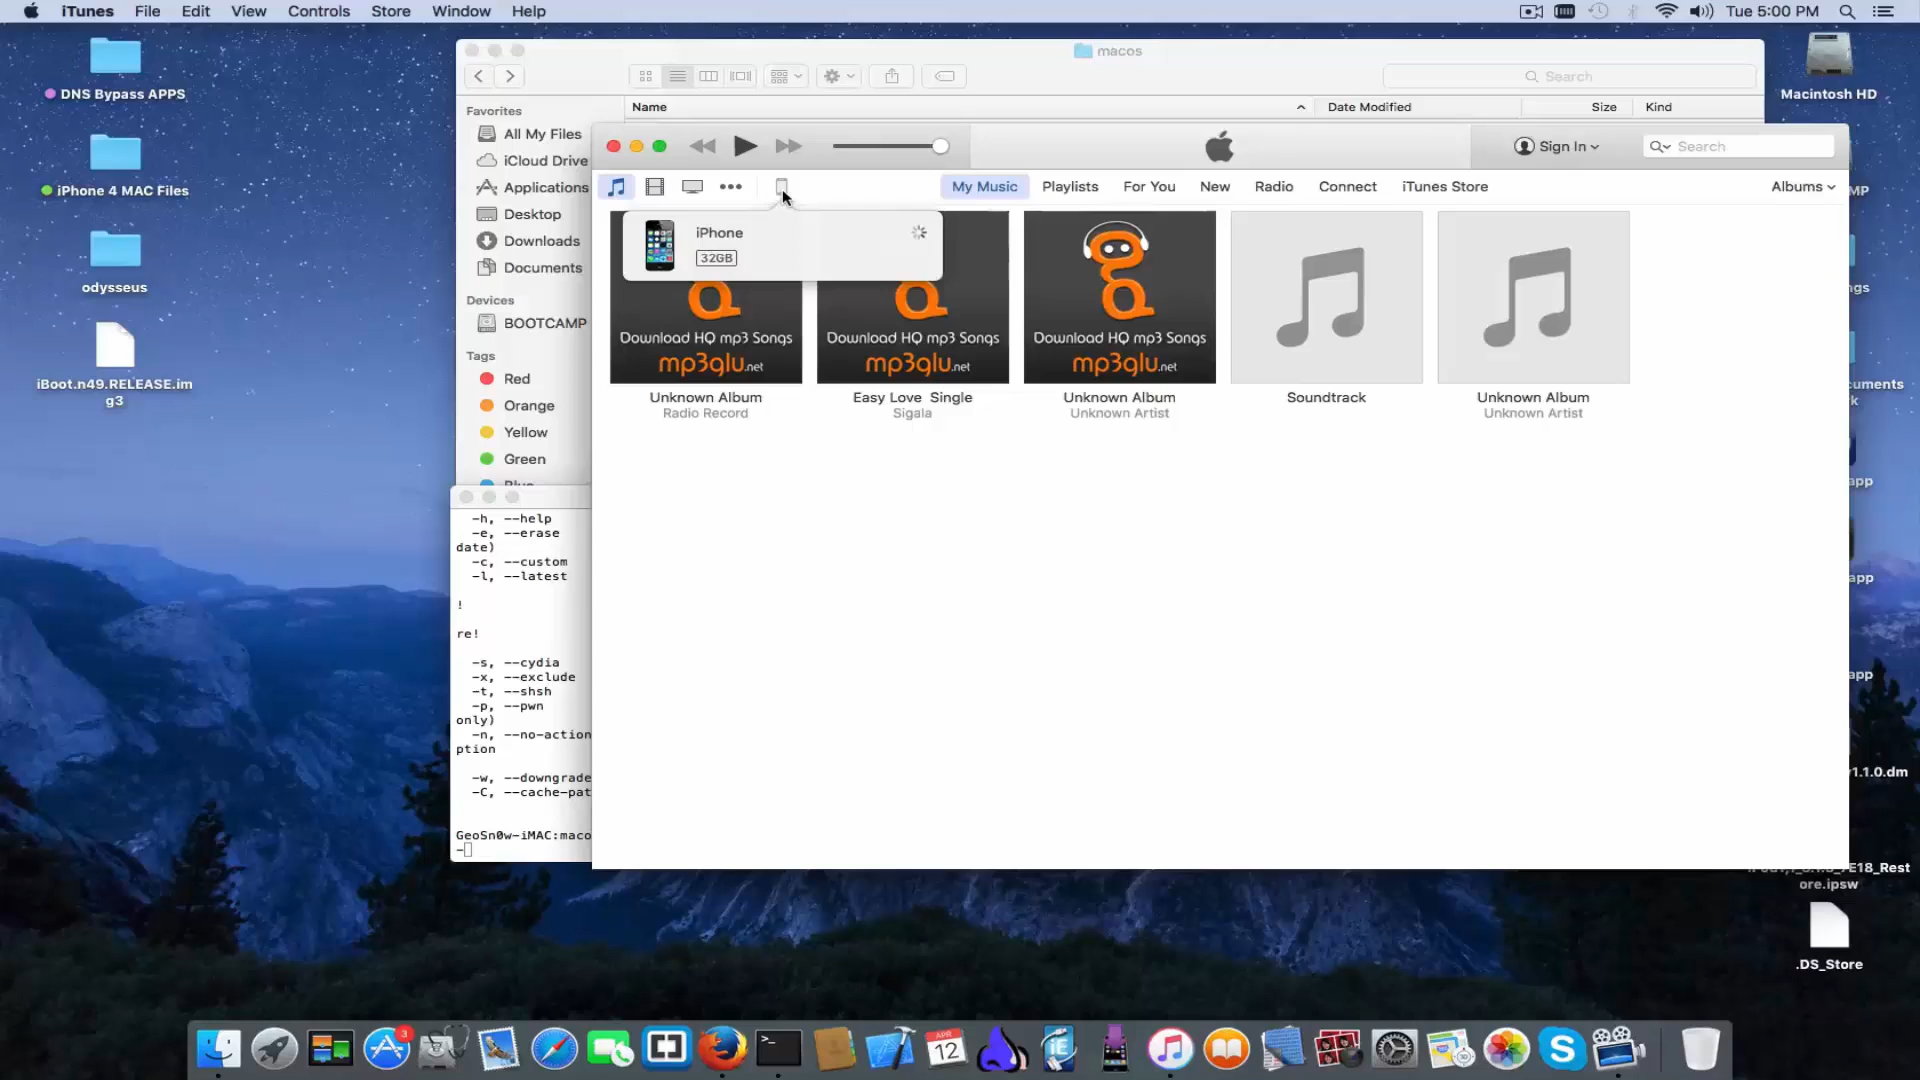 iTunes File Edit View Controls Store Window Help
Tue 5:00 PM
DNS Bypass APPS
iPhone 4 MAC Files
odysseus
iBoot.n49.RELEASE.im
g3
macos
Search
Name
Date Modified
Size
Kind
Favorites
All My Files
iCloud Drive
Applications
Desktop
Downloads
Documents
Devices
BOOTCAMP
Tags
Red
Orange
Yellow
Green
Sign In
Search
My Music Playlists For You New Radio Connect iTunes Store
Albums
iPhone
32GB
Download HQ mp3 Songs
mp3glu.net
Unknown Album
Radio Record
Download HQ mp3 Songs
mp3glu.net
Easy Love Single
Sigala
Download HQ mp3 Songs
mp3glu.net
Unknown Album
Unknown Artist
Soundtrack
Unknown Album
Unknown Artist
-h, --help
-e, --erase
date)
-c, --custom
-l, --latest
!
re!
-s, --cydia
-x, --exclude
-t, --shsh
-p, --pwn
only)
-n, --no-action
ption
-w, --downgrade
-C, --cache-pat
GeoSn0w-iMAC:maco
-
Macintosh HD
MP
ngs
cuments
k
app
app
app
v1.1.0.dm
7E18_Rest
ore.ipsw
.DS_Store
3
APR
12